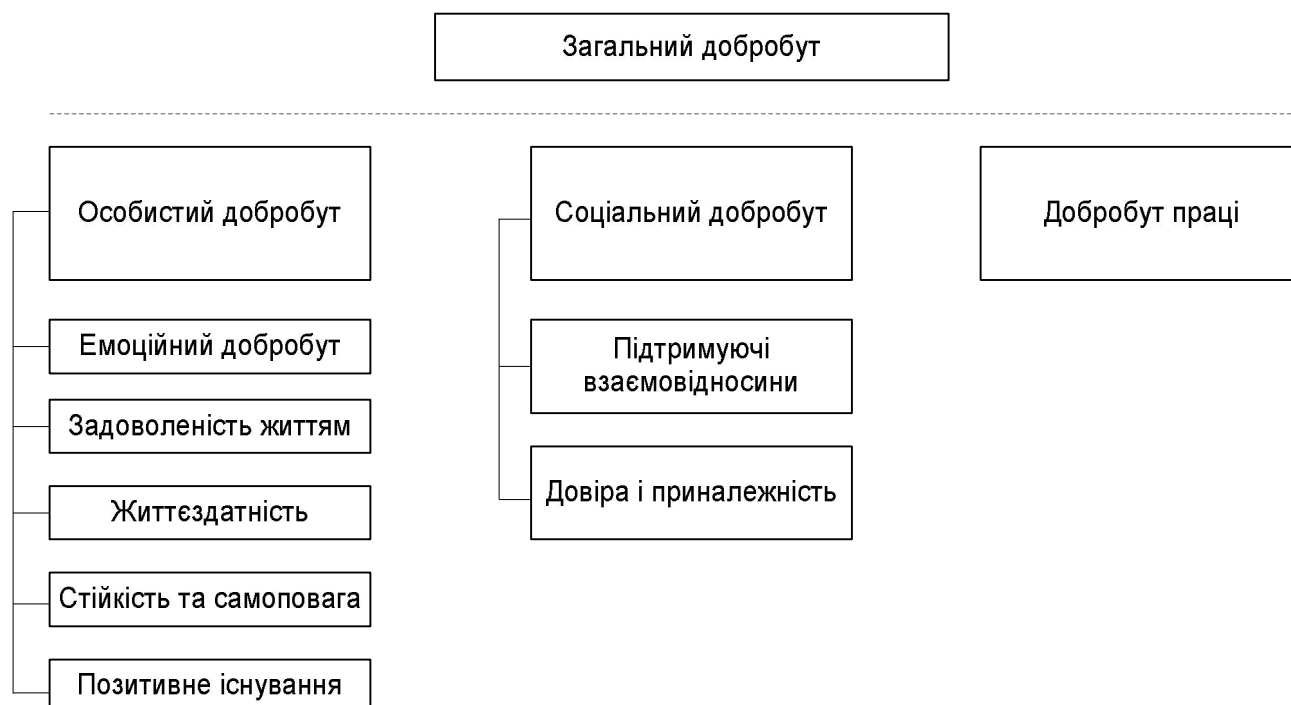 Загальний добробут
Особистий добробут
Емоційний добробут
Задоволеність життям
Життєздатність
Стійкість та самоповага
Позитивне існування
Соціальний добробут
Підтримуючі
взаємовідносини
Довіра і приналежність
Добробут праці